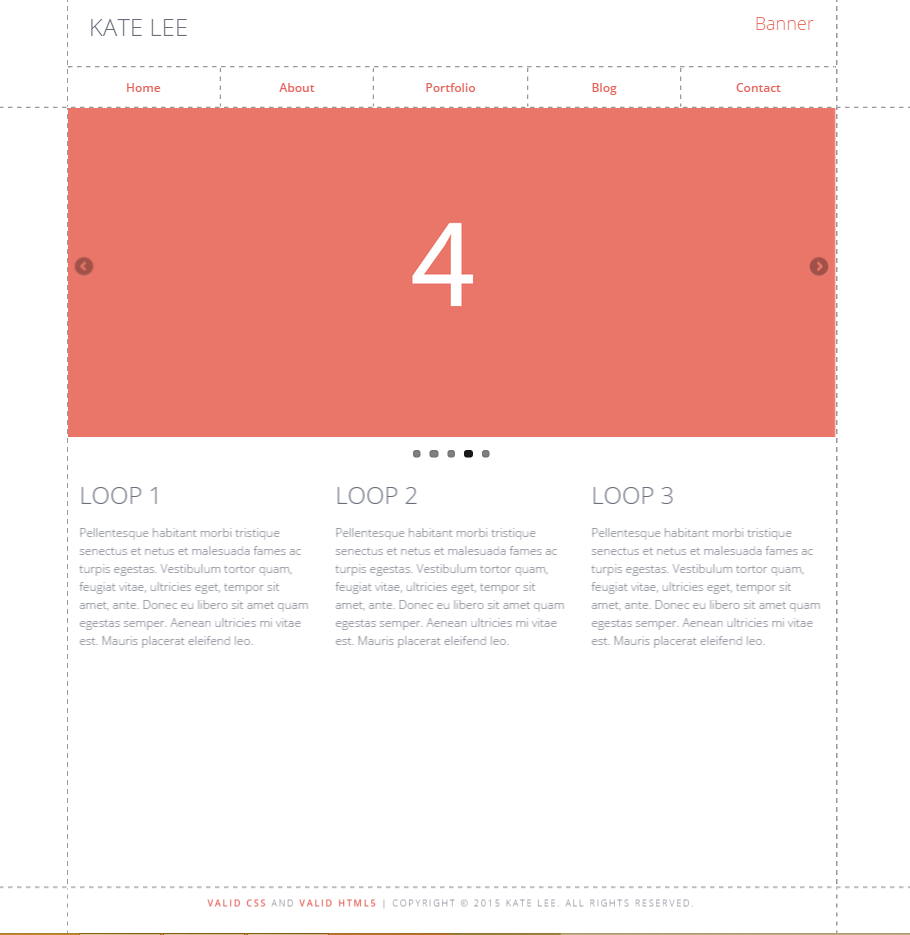 KATE LEE
Banner
Home About Portfolio Blog Contact
4
LOOP 1
Pellentesque habitant morbi tristique
senectus et netus et malesuada fames ac
turpis egestas. Vestibulum tortor quam,
feugiat vitae, ultricies eget, tempor sit
amet, ante. Donec eu libero sit amet quam
egestas semper. Aenean ultricies mi vitae
est. Mauris placerat eleifend leo.
LOOP 2
Pellentesque habitant morbi tristique
senectus et netus et malesuada fames ac
turpis egestas. Vestibulum tortor quam,
feugiat vitae, ultricies eget, tempor sit
amet, ante. Donec eu libero sit amet quam
egestas semper. Aenean ultricies mi vitae
est. Mauris placerat eleifend leo.
LOOP 3
Pellentesque habitant morbi tristique
senectus et netus et malesuada fames ac
turpis egestas. Vestibulum tortor quam,
feugiat vitae, ultricies eget, tempor sit
amet, ante. Donec eu libero sit amet quam
egestas semper. Aenean ultricies mi vitae
est. Mauris placerat eleifend leo.
VALID CSS AND VALID HTML5 | COPYRIGHT © 2015 KATE LEE. ALL RIGHTS RESERVED.